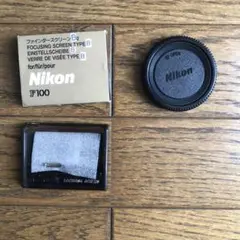 ファインダースクリーン
FOCUSING SCREEN TYPE B
EINSTELLSCHEIBE B
VERRE DE VISÉE TYPE B
for/für/pour
Nikon
F100
Nikon